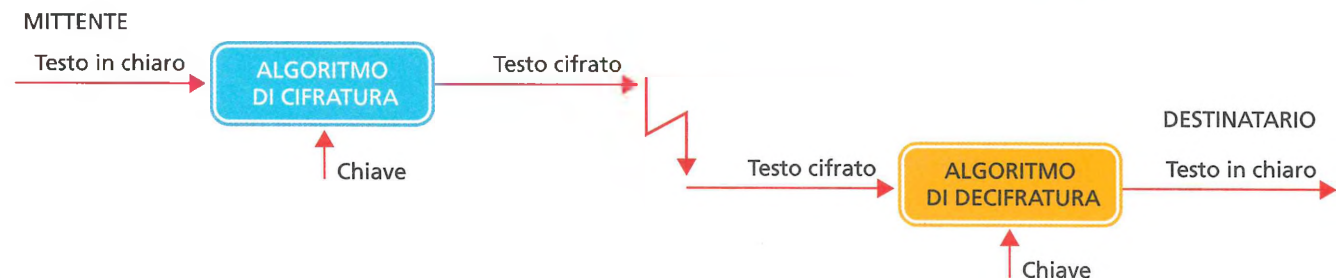 MITTENTE
Testo in chiaro
ALGORITMO
DI CIFRATURA
Chiave
Testo cifrato
Testo cifrato
ALGORITMO
DI DECIFRATURA
Chiave
DESTINATARIO
Testo in chiaro